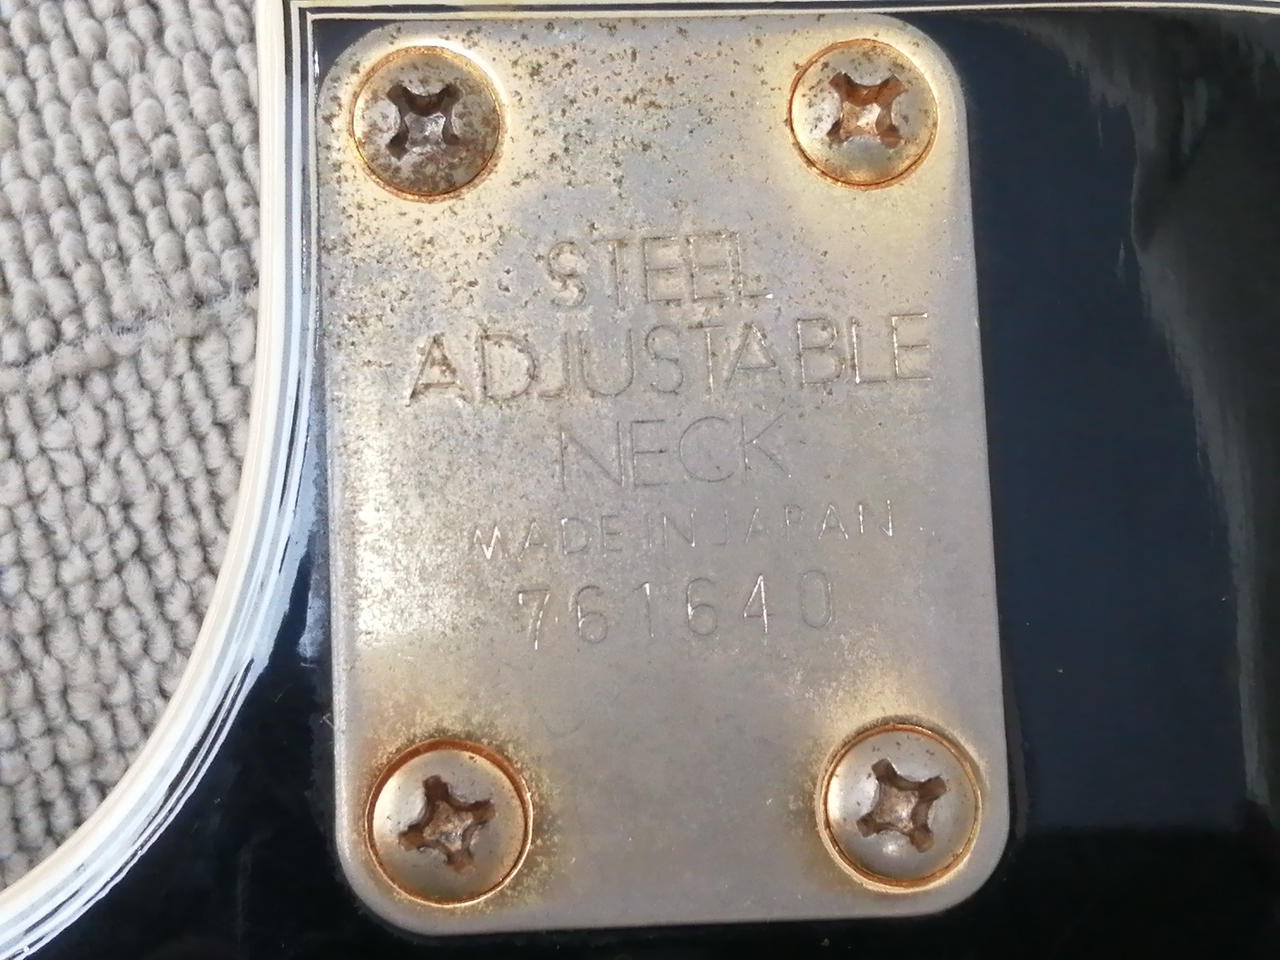 STEEL
ADJUSTABLE
NECK
MADE IN JAPAN
761640